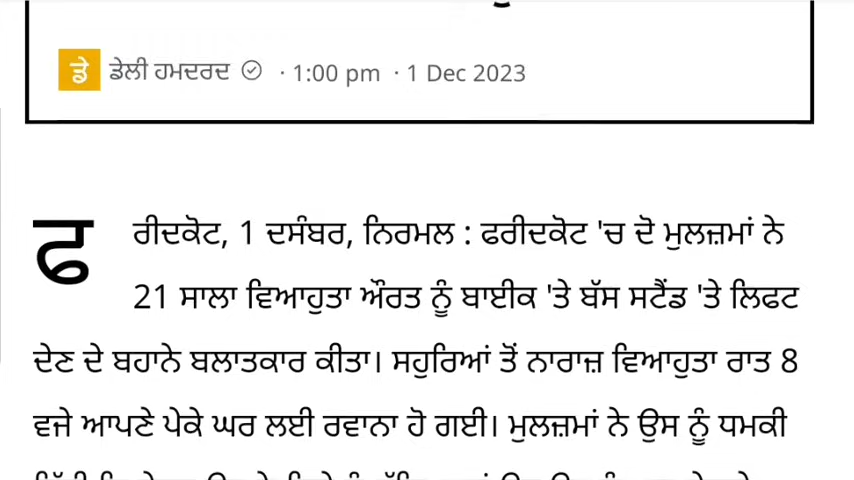 ਡੇ ਡੇਲੀ ਹਮਦਰਦ · 1:00 pm · 1 Dec 2023
ਫਰੀਦਕੋਟ, 1 ਦਸੰਬਰ, ਨਿਰਮਲ : ਫਰੀਦਕੋਟ 'ਚ ਦੋ ਮੁਲਜ਼ਮਾਂ ਨੇ
21 ਸਾਲਾ ਵਿਆਹੁਤਾ ਔਰਤ ਨੂੰ ਬਾਈਕ 'ਤੇ ਬੱਸ ਸਟੈਂਡ 'ਤੇ ਲਿਫਟ
ਦੇਣ ਦੇ ਬਹਾਨੇ ਬਲਾਤਕਾਰ ਕੀਤਾ। ਸਹੁਰਿਆਂ ਤੋਂ ਨਾਰਾਜ਼ ਵਿਆਹੁਤਾ ਰਾਤ 8
ਵਜੇ ਆਪਣੇ ਪੇਕੇ ਘਰ ਲਈ ਰਵਾਨਾ ਹੋ ਗਈ। ਮੁਲਜ਼ਮਾਂ ਨੇ ਉਸ ਨੂੰ ਧਮਕੀ